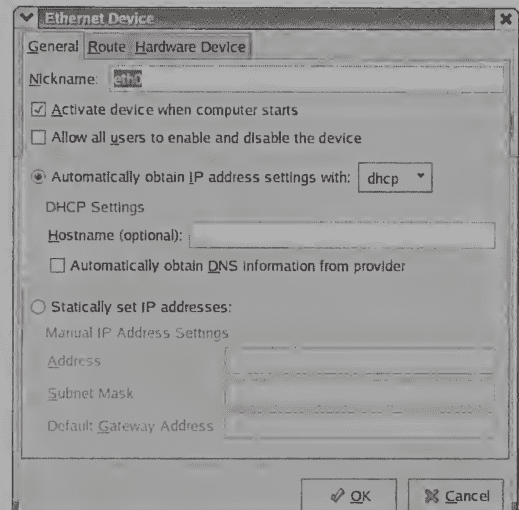 Ethernet Device
General Route Hardware Device
Nickname: eth0
Activate device when computer starts
Allow all users to enable and disable the device
Automatically obtain IP address settings with: dhcp
DHCP Settings
Hostname (optional):
Automatically obtain DNS information from provider
Statically set IP addresses:
Manual IP Address Settings
Address
Subnet Mask
Default Gateway Address
OK Cancel